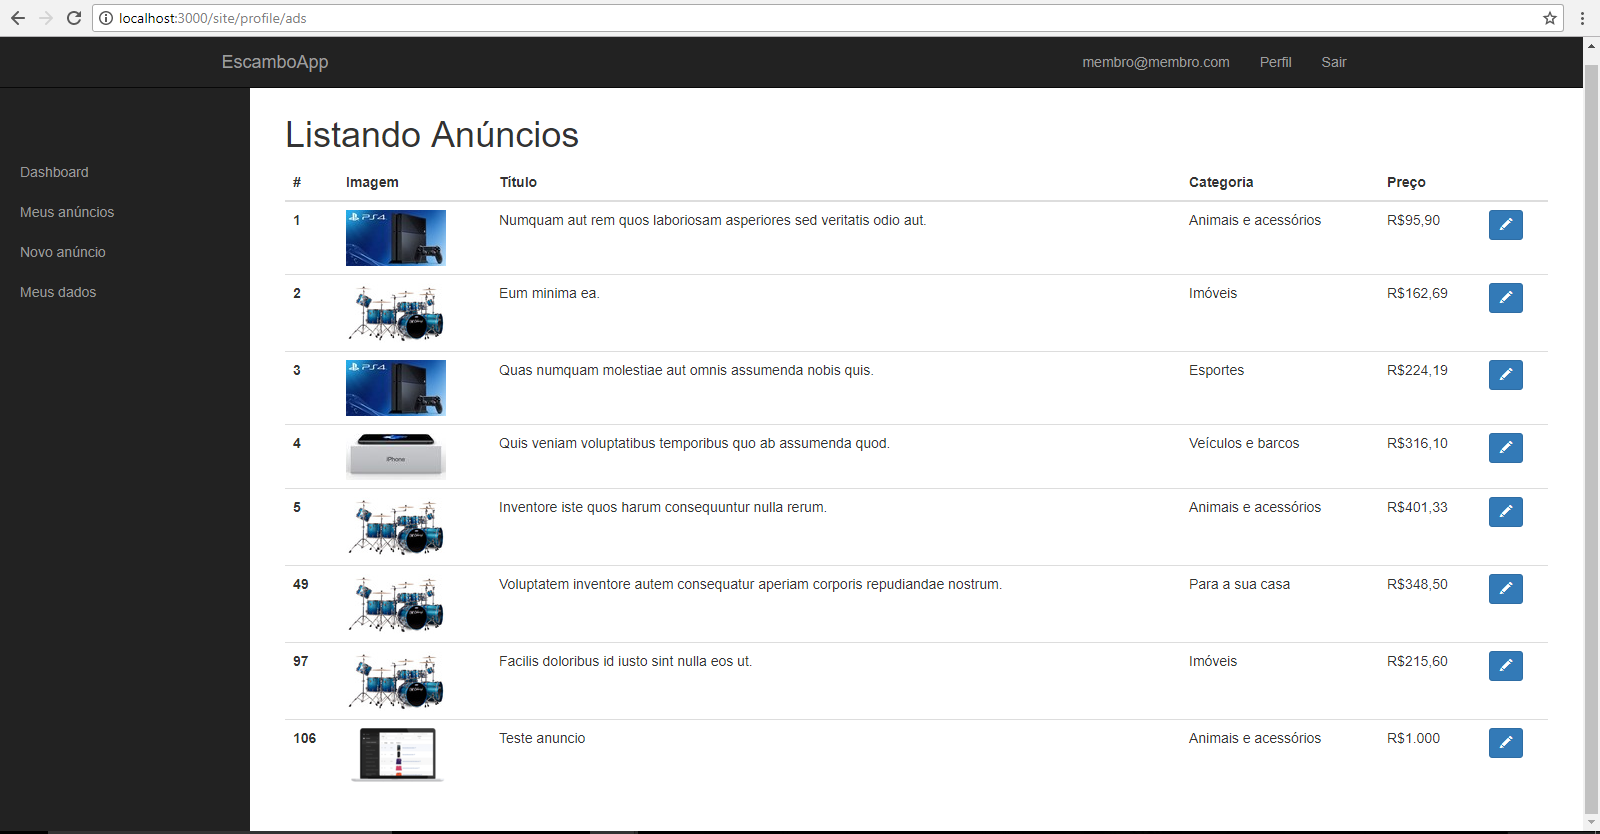 localhost:3000/site/profile/ads
EscamboApp
membro@membro.com Perfil Sair
Dashboard
Meus anúncios
Novo anúncio
Meus dados
Listando Anúncios
# Imagem Título Categoria Preço
1 PS4 Numquam aut rem quos laboriosam asperiores sed veritatis odio aut. Animais e acessórios R$95,90
2 Eum minima ea. Imóveis R$162,69
3 PS4 Quas numquam molestiae aut omnis assumenda nobis quis. Esportes R$224,19
4 iPhone Quis veniam voluptatibus temporibus quo ab assumenda quod. Veículos e barcos R$316,10
5 Inventore iste quos harum consequuntur nulla rerum. Animais e acessórios R$401,33
49 Voluptatem inventore autem consequatur aperiam corporis repudiandae nostrum. Para a sua casa R$348,50
97 Facilis doloribus id iusto sint nulla eos ut. Imóveis R$215,60
106 Teste anuncio Animais e acessórios R$1.000